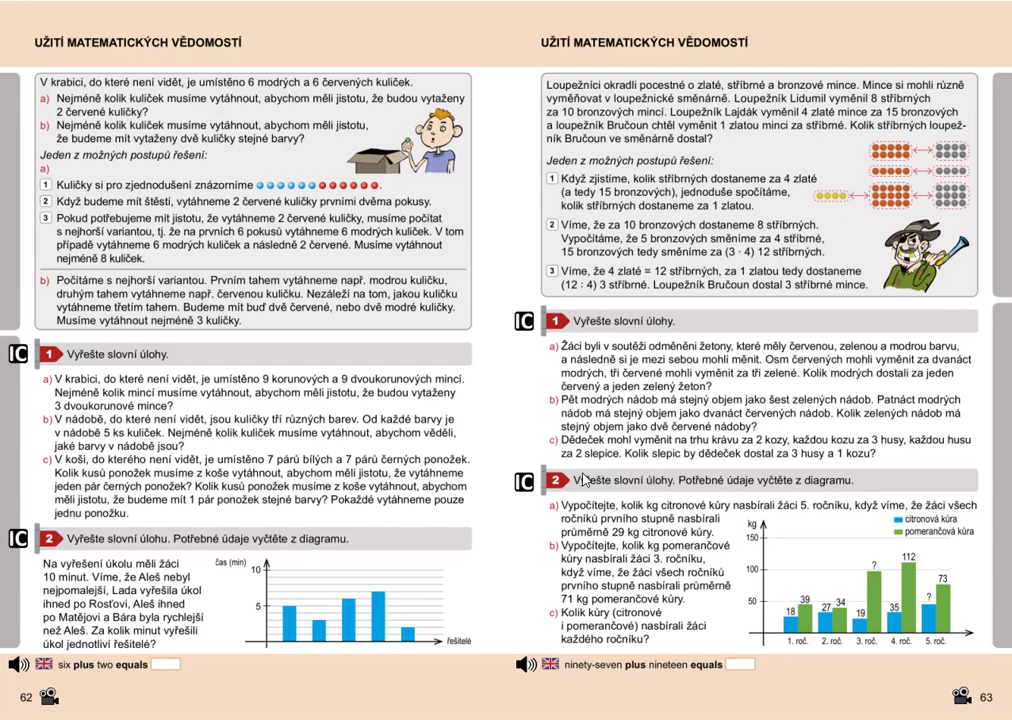 UŽITÍ MATEMATICKÝCH VĚDOMOSTÍ
V krabici, do které není vidět, je umístěno 6 modrých a 6 červených kuliček.
a) Nejméně kolik kuliček musíme vytáhnout, abychom měli jistotu, že budou vytaženy
2 červené kuličky?
b) Nejméně kolik kuliček musíme vytáhnout, abychom měli jistotu,
že budeme mít vytaženy dvě kuličky stejné barvy?
Jeden z možných postupů řešení:
a)
1 Kuličky si pro zjednodušení znázorníme
2 Když budeme mít štěstí, vytáhneme 2 červené kuličky prvními dvěma pokusy.
3 Pokud potřebujeme mít jistotu, že vytáhneme 2 červené kuličky, musíme počítat
s nejhorší variantou, tj. že na prvních 6 pokusů vytáhneme 6 modrých kuliček. V tom
případě vytáhneme 6 modrých kuliček a následně 2 červené. Musíme vytáhnout
nejméně 8 kuliček.
b) Počítáme s nejhorší variantou. Prvním tahem vytáhneme např. modrou kuličku,
druhým tahem vytáhneme např. červenou kuličku. Nezáleží na tom, jakou kuličku
vytáhneme třetím tahem. Budeme mít buď dvě červené, nebo dvě modré kuličky.
Musíme vytáhnout nejméně 3 kuličky.
IC 1 Vyřešte slovní úlohy.
a) V krabici, do které není vidět, je umístěno 9 korunových a 9 dvoukorunových mincí.
Nejméně kolik mincí musíme vytáhnout, abychom měli jistotu, že budou vytaženy
3 dvoukorunové mince?
b) V nádobě, do které není vidět, jsou kuličky tří různých barev. Od každé barvy je
v nádobě 5 ks kuliček. Nejméně kolik kuliček musíme vytáhnout, abychom věděli,
jaké barvy v nádobě jsou?
c) V koši, do kterého není vidět, je umístěno 7 párů bílých a 7 párů černých ponožek.
Kolik kusů ponožek musíme z koše vytáhnout, abychom měli jistotu, že vytáhneme
jeden pár černých ponožek? Kolik kusů ponožek musíme z koše vytáhnout, abychom
měli jistotu, že budeme mít 1 pár ponožek stejné barvy? Pokaždé vytáhneme pouze
jednu ponožku.
IC 2 Vyřešte slovní úlohu. Potřebné údaje vyčtěte z diagramu.
Na vyřešení úkolu měli žáci
10 minut. Víme, že Aleš nebyl
nejpomalejší, Lada vyřešila úkol
ihned po Rosťovi, Aleš ihned
po Matějovi a Bára byla rychlejší
než Aleš. Za kolik minut vyřešili
úkol jednotliví řešitelé?
čas (min)
10
5
řešitelé
six plus two equals
62
UŽITÍ MATEMATICKÝCH VĚDOMOSTÍ
Loupežníci okradli pocestné o zlaté, stříbrné a bronzové mince. Mince si mohli různě
vyměňovat v loupežnické směnárně. Loupežník Lidumil vyměnil 8 stříbrných
za 10 bronzových mincí. Loupežník Lajdák vyměnil 4 zlaté mince za 15 bronzových
a loupežník Bručoun chtěl vyměnit 1 zlatou minci za stříbrné. Kolik stříbrných loupež-
ník Bručoun ve směnárně dostal?
Jeden z možných postupů řešení:
1 Když zjistíme, kolik stříbrných dostaneme za 4 zlaté
(a tedy 15 bronzových), jednoduše spočítáme,
kolik stříbrných dostaneme za 1 zlatou.
2 Víme, že za 10 bronzových dostaneme 8 stříbrných.
Vypočítáme, že 5 bronzových směníme za 4 stříbrné,
15 bronzových tedy směníme za (3 · 4) 12 stříbrných.
3 Víme, že 4 zlaté = 12 stříbrných, za 1 zlatou tedy dostaneme
(12 : 4) 3 stříbrné. Loupežník Bručoun dostal 3 stříbrné mince.
IC 1 Vyřešte slovní úlohy.
a) Žáci byli v soutěži odměněni žetony, které měly červenou, zelenou a modrou barvu,
a následně si je mezi sebou mohli měnit. Osm červených mohli vyměnit za dvanáct
modrých, tři červené mohli vyměnit za tři zelené. Kolik modrých dostali za jeden
červený a jeden zelený žeton?
b) Pět modrých nádob má stejný objem jako šest zelených nádob. Patnáct modrých
nádob má stejný objem jako dvanáct červených nádob. Kolik zelených nádob má
stejný objem jako dvě červené nádoby?
c) Dědeček mohl vyměnit na trhu krávu za 2 kozy, každou kozu za 3 husy, každou husu
za 2 slepice. Kolik slepic by dědeček dostal za 3 husy a 1 kozu?
IC 2 Vyřešte slovní úlohy. Potřebné údaje vyčtěte z diagramu.
a) Vypočítejte, kolik kg citronové kůry nasbírali žáci 5. ročníku, když víme, že žáci všech
ročníků prvního stupně nasbírali
průměrně 29 kg citronové kůry.
b) Vypočítejte, kolik kg pomerančové
kůry nasbírali žáci 3. ročníku,
když víme, že žáci všech ročníků
prvního stupně nasbírali průměrně
71 kg pomerančové kůry.
c) Kolik kůry (citronové
i pomerančové) nasbírali žáci
každého ročníku?
kg
150
100
50
citronová kůra
pomerančová kůra
18 39 27 34 19 ? 35 112 ? 73
1. roč. 2. roč. 3. roč. 4. roč. 5. roč.
ninety-seven plus nineteen equals
63